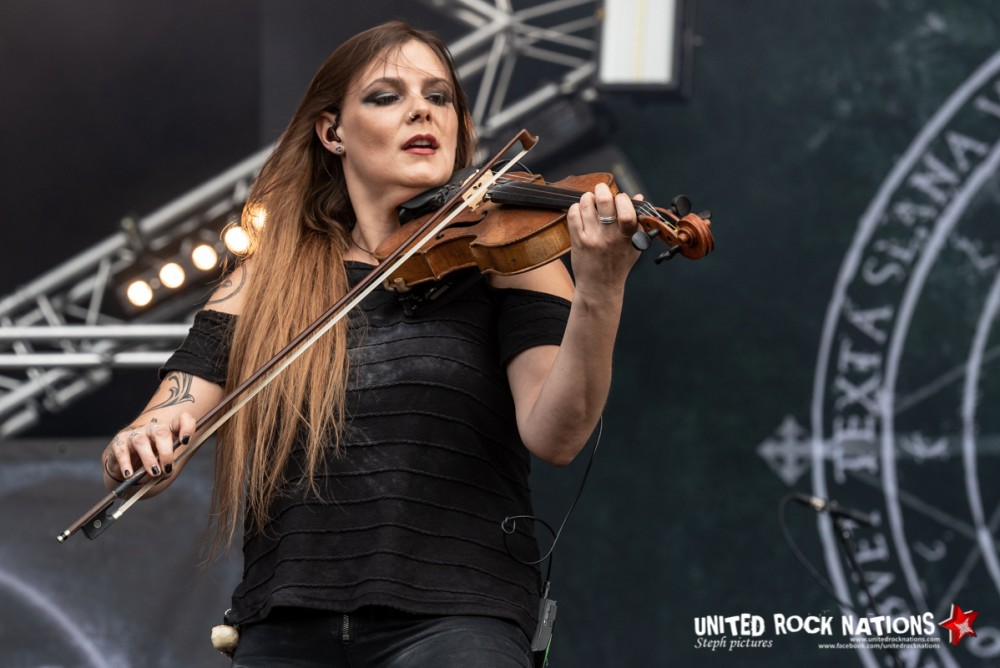 TEXTA SLANA
UNITED ROCK NATIONS
Steph pictures
www.unitedrocknations.com
www.facebook.com/unitedrocknations